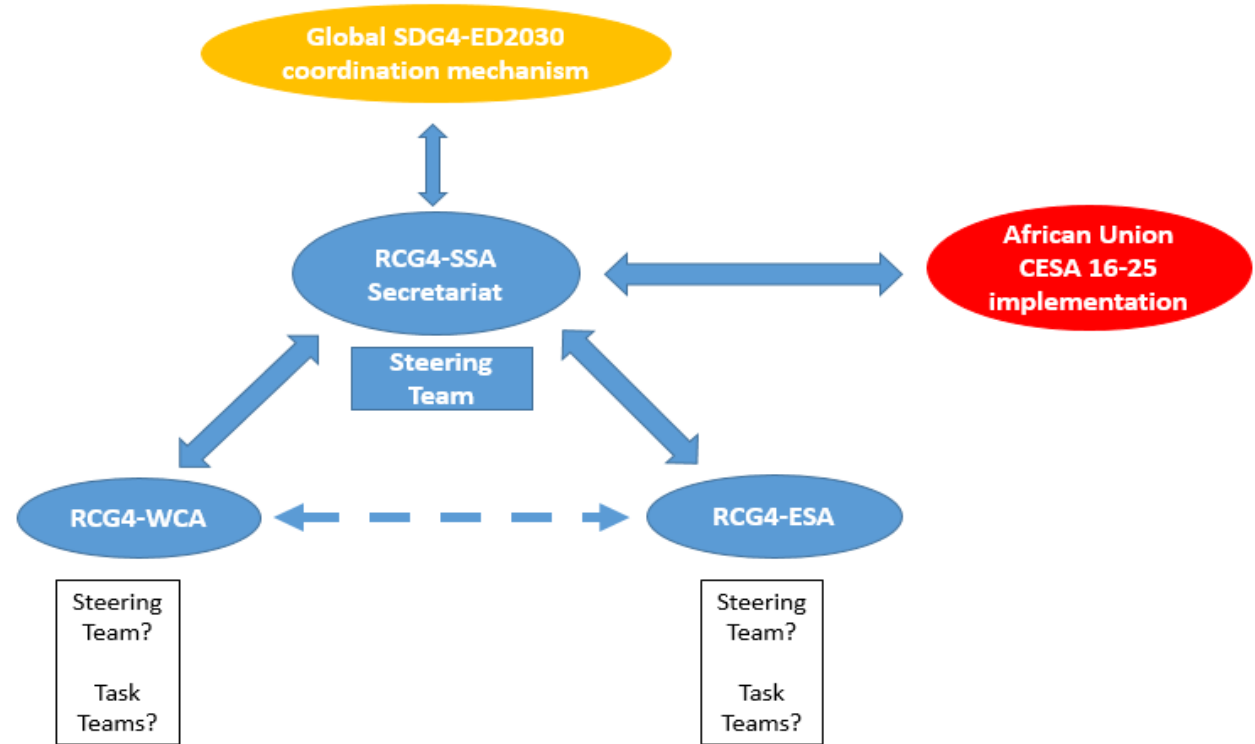 Global SDG4-ED2030
coordination mechanism
RCG4-SSA
Secretariat
African Union
CESA 16-25
implementation
Steering
Team
RCG4-WCA
RCG4-ESA
Steering
Team?
Task
Teams?
Steering
Team?
Task
Teams?